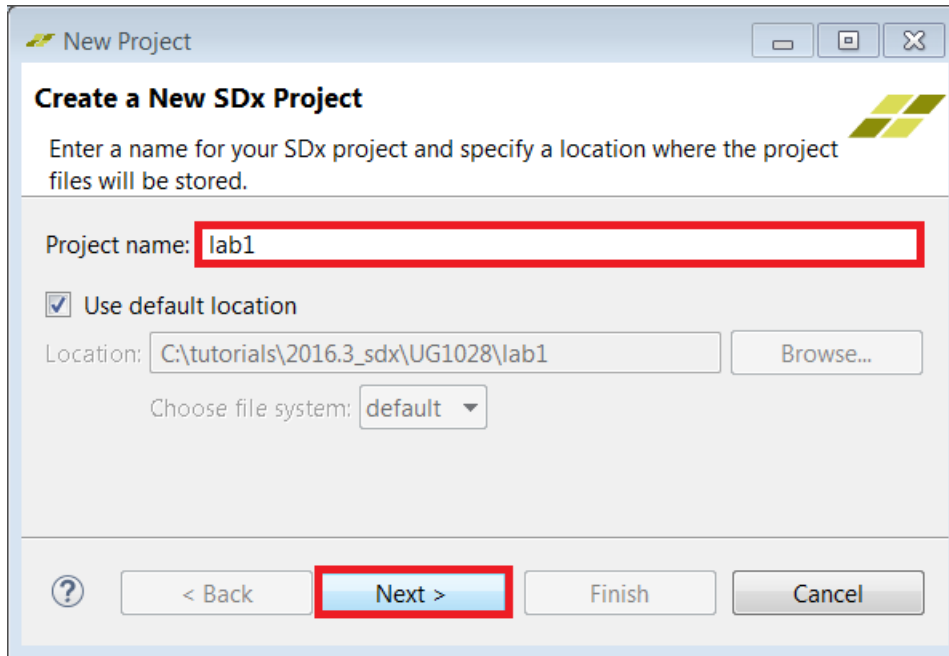 New Project
Create a New SDx Project
Enter a name for your SDx project and specify a location where the project
files will be stored.
Project name: lab1
Use default location
Location: C:\tutorials\2016.3_sdx\UG1028\lab1 Browse...
Choose file system: default
? < Back Next > Finish Cancel